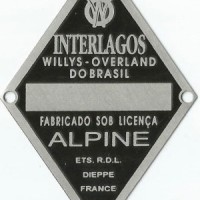 W
INTERLAGOS
WILLYS-OVERLAND
DO BRASIL
FABRICADO SOB LICENÇA
ALPINE
ETS. R.D.L.
DIEPPE
FRANCE